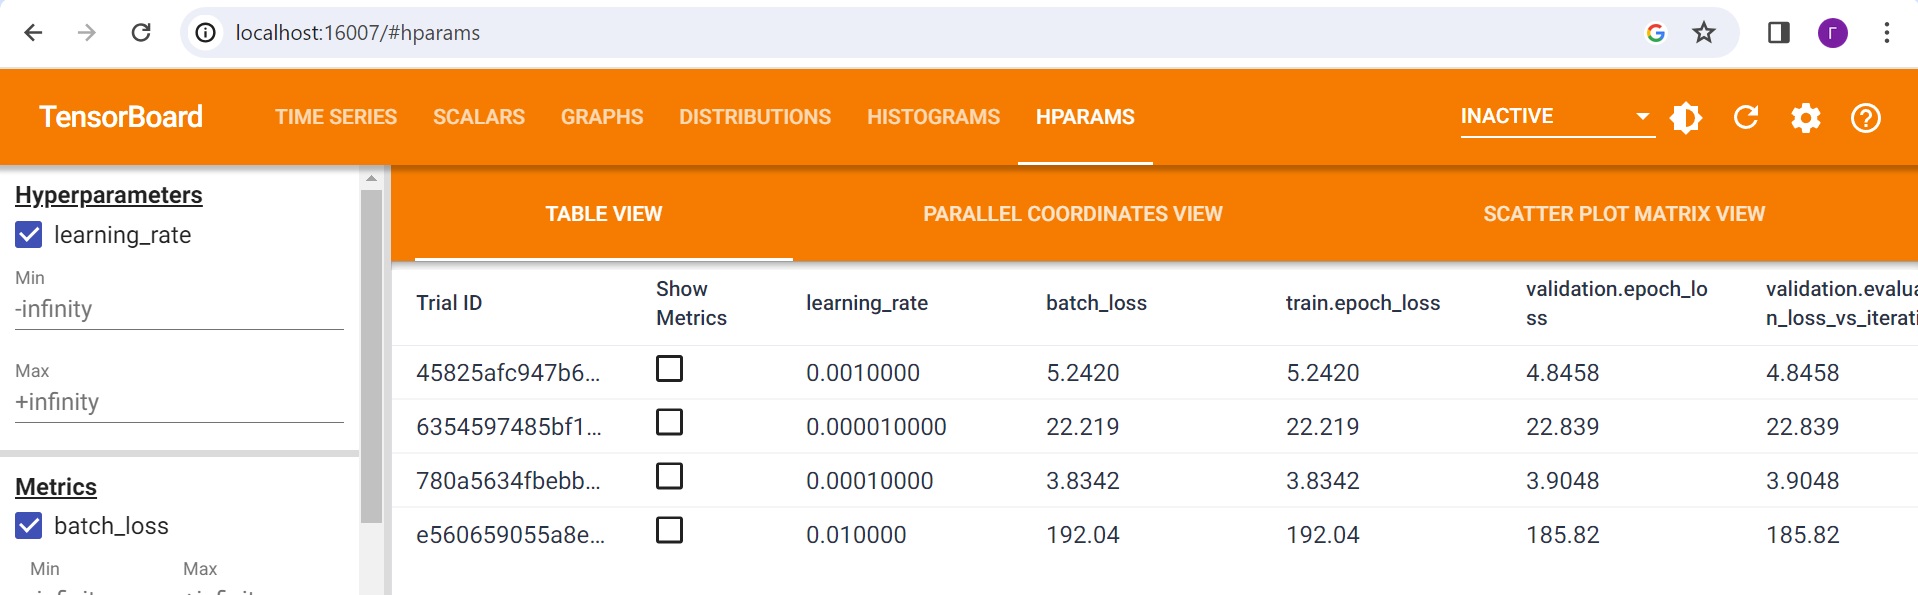 localhost:16007/#hparams
Г
TensorBoard TIME SERIES SCALARS GRAPHS DISTRIBUTIONS HISTOGRAMS HPARAMS INACTIVE
Hyperparameters
learning_rate
Min
-infinity
Max
+infinity
Metrics
batch_loss
Min Max
TABLE VIEW PARALLEL COORDINATES VIEW SCATTER PLOT MATRIX VIEW
Trial ID Show Metrics learning_rate batch_loss train.epoch_loss validation.epoch_loss validation.evalua
n_loss_vs_iterati
45825afc947b6... 0.0010000 5.2420 5.2420 4.8458 4.8458
6354597485bf1... 0.000010000 22.219 22.219 22.839 22.839
780a5634fbebb... 0.00010000 3.8342 3.8342 3.9048 3.9048
e560659055a8e... 0.010000 192.04 192.04 185.82 185.82